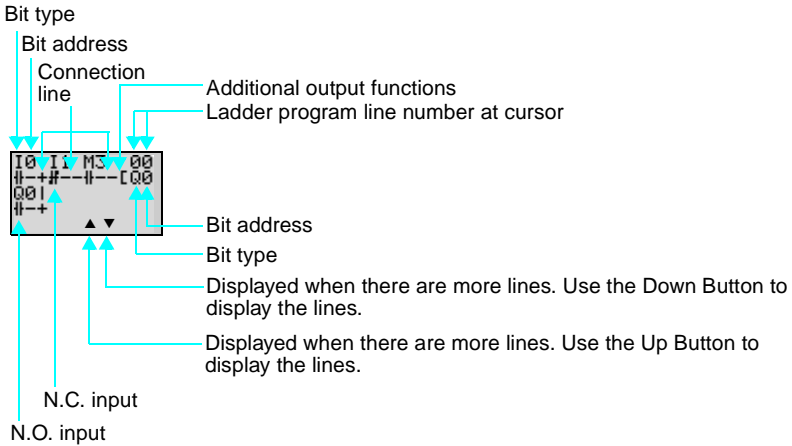 Bit type
Bit address
Connection
line
Additional output functions
Ladder program line number at cursor
I0 I1 M3 00
Q0
Q0
Bit address
Bit type
Displayed when there are more lines. Use the Down Button to
display the lines.
Displayed when there are more lines. Use the Up Button to
display the lines.
N.C. input
N.O. input